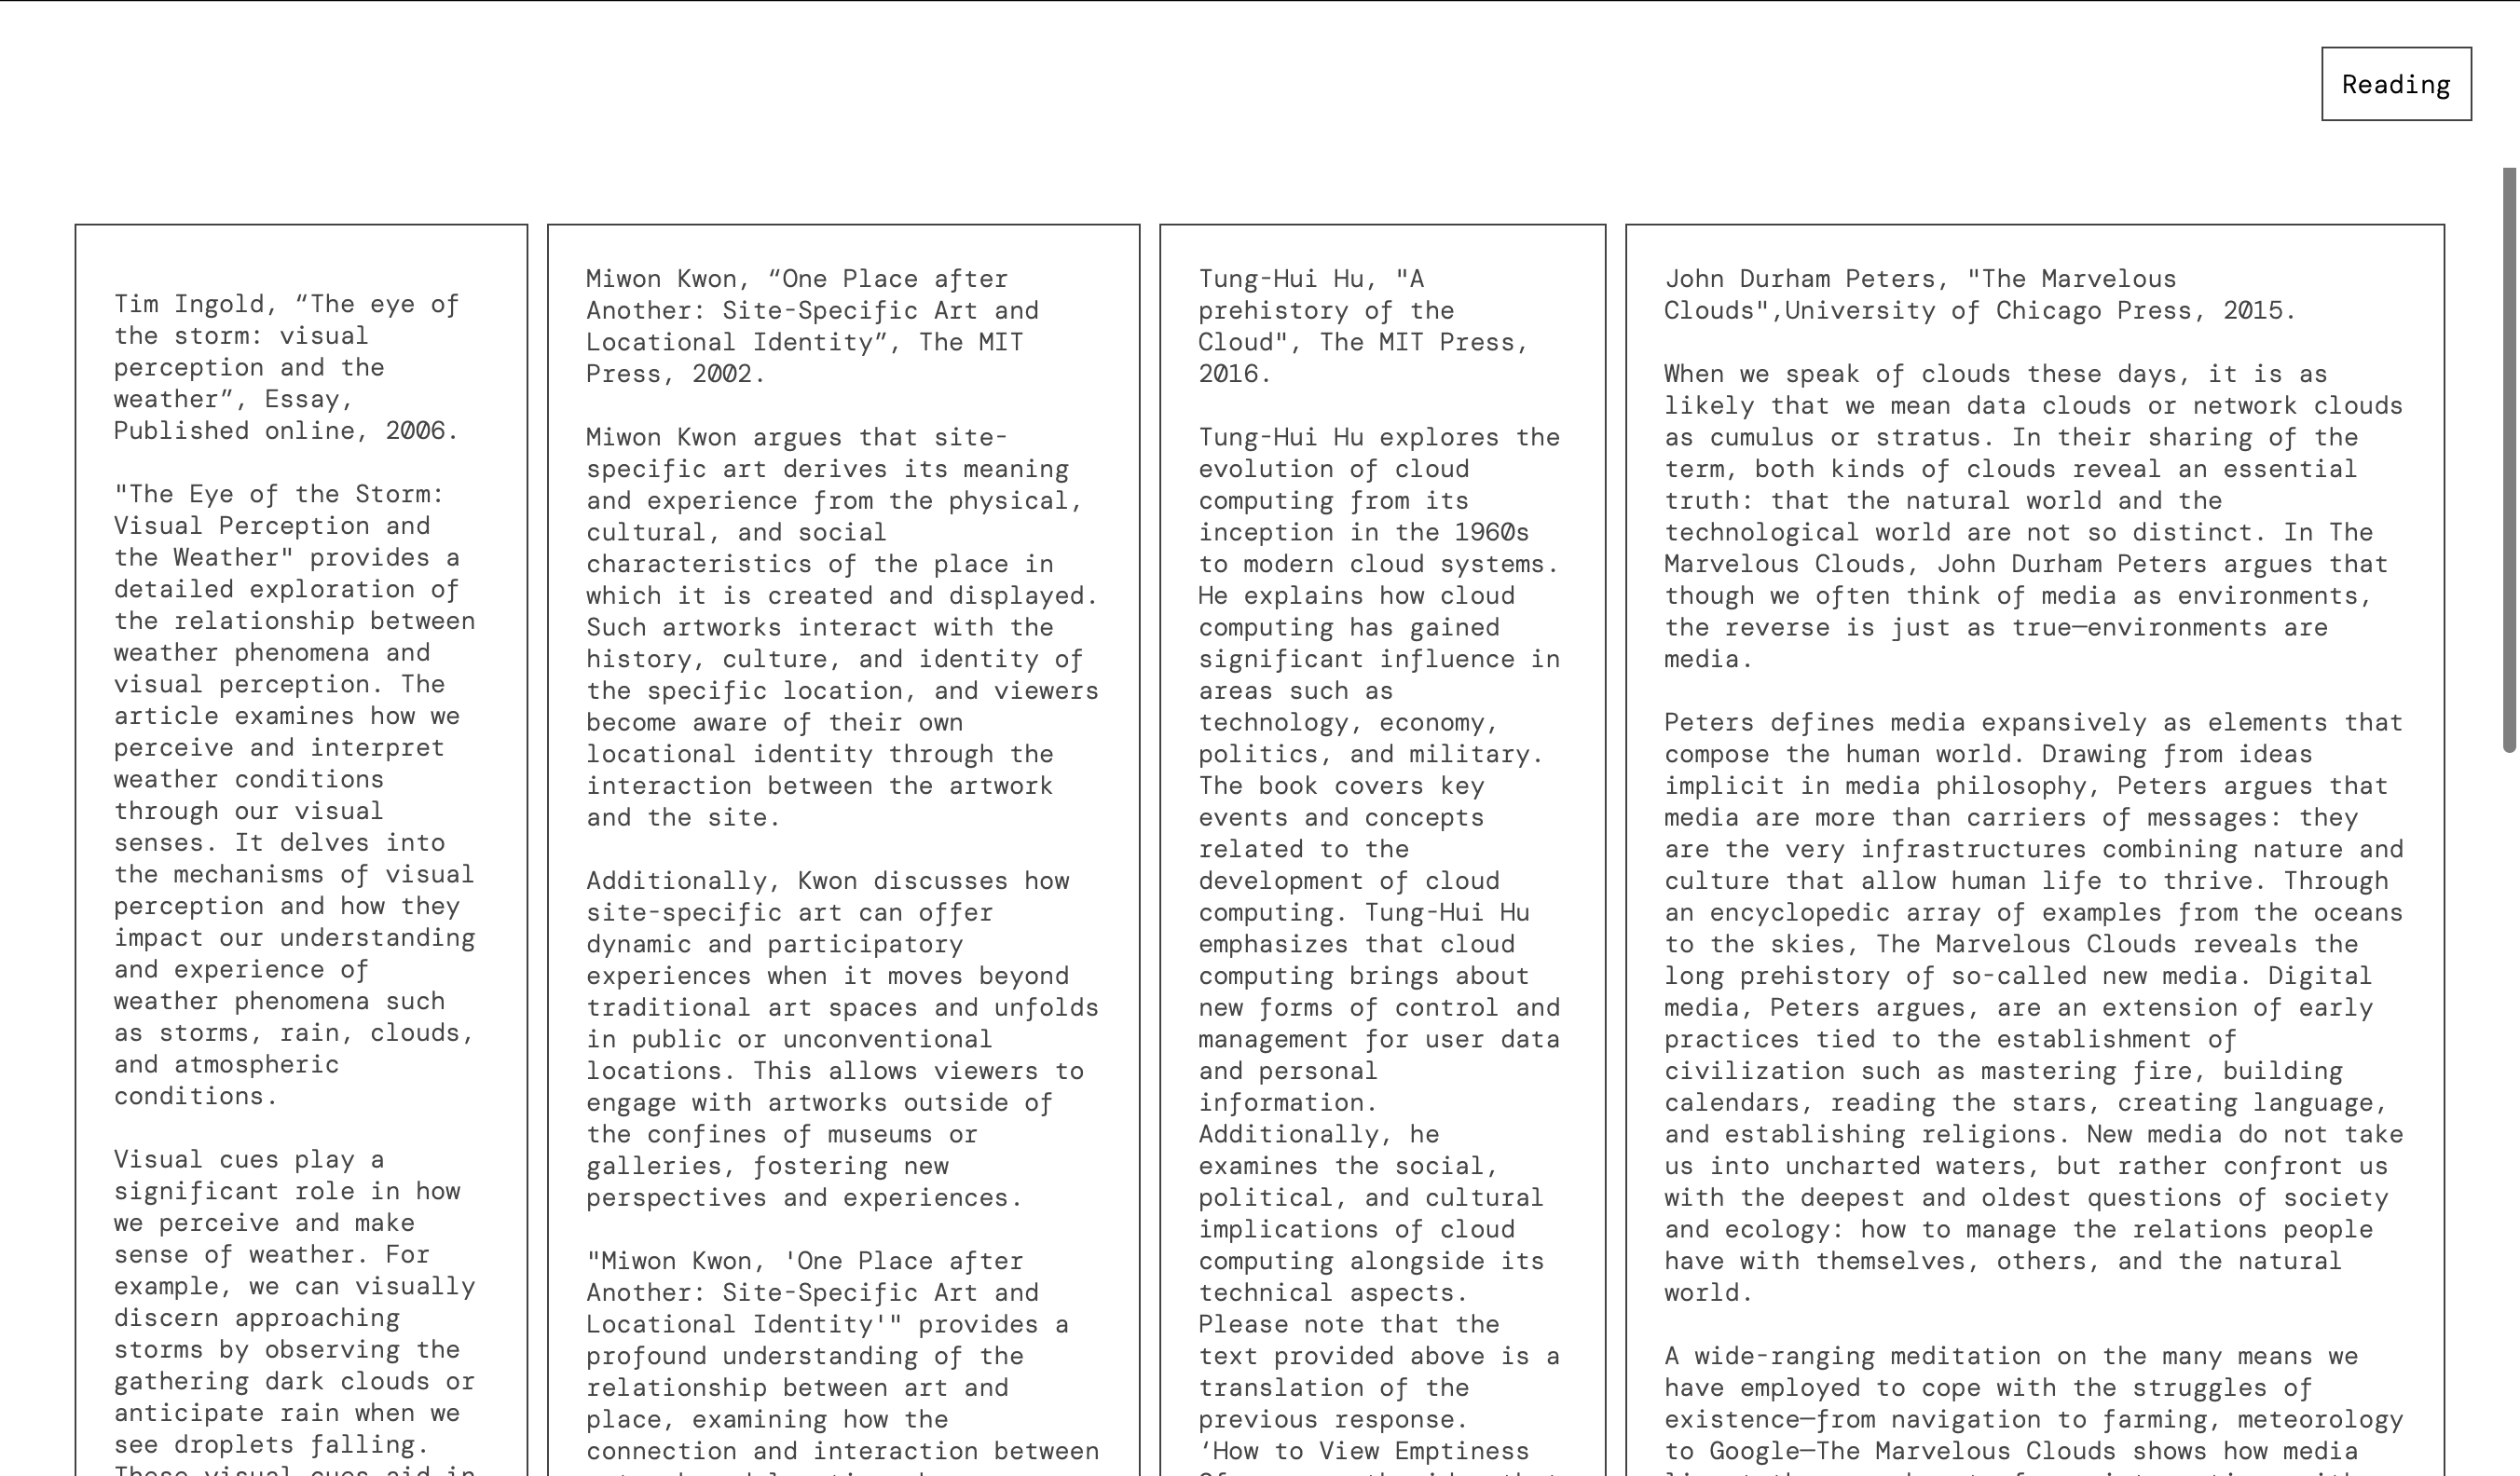 Reading
Tim Ingold, “The eye of
the storm: visual
perception and the
weather”, Essay,
Published online, 2006.
"The Eye of the Storm:
Visual Perception and
the Weather" provides a
detailed exploration of
the relationship between
weather phenomena and
visual perception. The
article examines how we
perceive and interpret
weather conditions
through our visual
senses. It delves into
the mechanisms of visual
perception and how they
impact our understanding
and experience of
weather phenomena such
as storms, rain, clouds,
and atmospheric
conditions.
Visual cues play a
significant role in how
we perceive and make
sense of weather. For
example, we can visually
discern approaching
storms by observing the
gathering dark clouds or
anticipate rain when we
see droplets falling.
These visual cues aid in
Miwon Kwon, “One Place after
Another: Site-Specific Art and
Locational Identity”, The MIT
Press, 2002.
Miwon Kwon argues that site-
specific art derives its meaning
and experience from the physical,
cultural, and social
characteristics of the place in
which it is created and displayed.
Such artworks interact with the
history, culture, and identity of
the specific location, and viewers
become aware of their own
locational identity through the
interaction between the artwork
and the site.
Additionally, Kwon discusses how
site-specific art can offer
dynamic and participatory
experiences when it moves beyond
traditional art spaces and unfolds
in public or unconventional
locations. This allows viewers to
engage with artworks outside of
the confines of museums or
galleries, fostering new
perspectives and experiences.
"Miwon Kwon, 'One Place after
Another: Site-Specific Art and
Locational Identity'" provides a
profound understanding of the
relationship between art and
place, examining how the
connection and interaction between
Tung-Hui Hu, "A
prehistory of the
Cloud", The MIT Press,
2016.
Tung-Hui Hu explores the
evolution of cloud
computing from its
inception in the 1960s
to modern cloud systems.
He explains how cloud
computing has gained
significant influence in
areas such as
technology, economy,
politics, and military.
The book covers key
events and concepts
related to the
development of cloud
computing. Tung-Hui Hu
emphasizes that cloud
computing brings about
new forms of control and
management for user data
and personal
information.
Additionally, he
examines the social,
political, and cultural
implications of cloud
computing alongside its
technical aspects.
Please note that the
text provided above is a
translation of the
previous response.
‘How to View Emptiness
John Durham Peters, "The Marvelous
Clouds",University of Chicago Press, 2015.
When we speak of clouds these days, it is as
likely that we mean data clouds or network clouds
as cumulus or stratus. In their sharing of the
term, both kinds of clouds reveal an essential
truth: that the natural world and the
technological world are not so distinct. In The
Marvelous Clouds, John Durham Peters argues that
though we often think of media as environments,
the reverse is just as true—environments are
media.
Peters defines media expansively as elements that
compose the human world. Drawing from ideas
implicit in media philosophy, Peters argues that
media are more than carriers of messages: they
are the very infrastructures combining nature and
culture that allow human life to thrive. Through
an encyclopedic array of examples from the oceans
to the skies, The Marvelous Clouds reveals the
long prehistory of so-called new media. Digital
media, Peters argues, are an extension of early
practices tied to the establishment of
civilization such as mastering fire, building
calendars, reading the stars, creating language,
and establishing religions. New media do not take
us into uncharted waters, but rather confront us
with the deepest and oldest questions of society
and ecology: how to manage the relations people
have with themselves, others, and the natural
world.
A wide-ranging meditation on the many means we
have employed to cope with the struggles of
existence—from navigation to farming, meteorology
to Google—The Marvelous Clouds shows how media